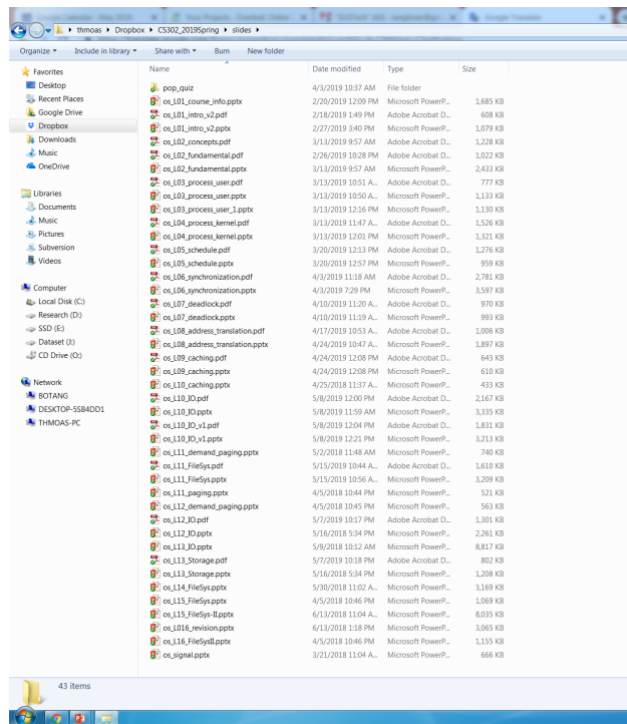 thmoas ▸ Dropbox ▸ CS302_2019Spring ▸ slides ▸
Organize ▾ Include in library ▾ Share with ▾ Burn New folder
Favorites
Desktop
Recent Places
Google Drive
Dropbox
Downloads
Music
OneDrive
Libraries
Documents
Music
Pictures
Subversion
Videos
Computer
Local Disk (C:)
Research (D:)
SSD (E:)
Dataset (J:)
CD Drive (O:)
Network
BOTANG
DESKTOP-5SB4DD1
THMOAS-PC
Name Date modified Type Size
pop_quiz 4/3/2019 10:37 AM File folder
os_L01_course_info.pptx 2/20/2019 12:09 PM Microsoft PowerP... 1,685 KB
os_L01_intro_v2.pdf 2/18/2019 1:49 PM Adobe Acrobat D... 608 KB
os_L01_intro_v2.pptx 2/27/2019 3:40 PM Microsoft PowerP... 1,079 KB
os_L02_concepts.pdf 3/13/2019 9:57 AM Adobe Acrobat D... 1,228 KB
os_L02_fundamental.pdf 2/26/2019 10:28 PM Adobe Acrobat D... 1,022 KB
os_L02_fundamental.pptx 3/13/2019 9:57 AM Microsoft PowerP... 2,433 KB
os_L03_process_user.pdf 3/13/2019 10:51 A... Adobe Acrobat D... 777 KB
os_L03_process_user.pptx 3/13/2019 10:50 A... Microsoft PowerP... 1,133 KB
os_L03_process_user_1.pptx 3/13/2019 12:16 PM Microsoft PowerP... 1,130 KB
os_L04_process_kernel.pdf 3/13/2019 11:47 A... Adobe Acrobat D... 1,526 KB
os_L04_process_kernel.pptx 3/13/2019 12:01 PM Microsoft PowerP... 1,321 KB
os_L05_schedule.pdf 3/20/2019 12:13 PM Adobe Acrobat D... 1,276 KB
os_L05_schedule.pptx 3/20/2019 12:57 PM Microsoft PowerP... 959 KB
os_L06_synchronization.pdf 4/3/2019 11:18 AM Adobe Acrobat D... 2,781 KB
os_L06_synchronization.pptx 4/3/2019 7:29 PM Microsoft PowerP... 3,597 KB
os_L07_deadlock.pdf 4/10/2019 11:20 A... Adobe Acrobat D... 970 KB
os_L07_deadlock.pptx 4/10/2019 11:19 A... Microsoft PowerP... 993 KB
os_L08_address_translation.pdf 4/17/2019 10:53 A... Adobe Acrobat D... 1,006 KB
os_L08_address_translation.pptx 4/24/2019 10:47 A... Microsoft PowerP... 1,897 KB
os_L09_caching.pdf 4/24/2019 12:08 PM Adobe Acrobat D... 643 KB
os_L09_caching.pptx 4/24/2019 12:08 PM Microsoft PowerP... 610 KB
os_L10_caching.pptx 4/25/2018 11:37 A... Microsoft PowerP... 433 KB
os_L10_IO.pdf 5/8/2019 12:00 PM Adobe Acrobat D... 2,167 KB
os_L10_IO.pptx 5/8/2019 11:59 AM Microsoft PowerP... 3,335 KB
os_L10_IO_v1.pdf 5/8/2019 12:04 PM Adobe Acrobat D... 1,831 KB
os_L10_IO_v1.pptx 5/8/2019 12:21 PM Microsoft PowerP... 3,213 KB
os_L11_demand_paging.pptx 5/2/2018 11:48 AM Microsoft PowerP... 740 KB
os_L11_FileSys.pdf 5/15/2019 10:44 A... Adobe Acrobat D... 1,610 KB
os_L11_FileSys.pptx 5/15/2019 10:56 A... Microsoft PowerP... 3,209 KB
os_L11_paging.pptx 4/5/2018 10:44 PM Microsoft PowerP... 521 KB
os_L12_demand_paging.pptx 4/5/2018 10:45 PM Microsoft PowerP... 563 KB
os_L12_IO.pdf 5/7/2019 10:17 PM Adobe Acrobat D... 1,301 KB
os_L12_IO.pptx 5/16/2018 5:34 PM Microsoft PowerP... 2,261 KB
os_L13_IO.pptx 5/9/2018 10:12 AM Microsoft PowerP... 8,817 KB
os_L13_Storage.pdf 5/7/2019 10:18 PM Adobe Acrobat D... 802 KB
os_L13_Storage.pptx 5/16/2018 5:34 PM Microsoft PowerP... 1,208 KB
os_L14_FileSys.pptx 5/30/2018 11:02 A... Microsoft PowerP... 3,169 KB
os_L15_FileSys.pptx 4/5/2018 10:46 PM Microsoft PowerP... 1,069 KB
os_L15_FileSys-II.pptx 6/13/2018 11:04 A... Microsoft PowerP... 8,035 KB
os_L016_revision.pptx 6/13/2018 1:18 PM Microsoft PowerP... 3,065 KB
os_L16_FileSysII.pptx 4/5/2018 10:46 PM Microsoft PowerP... 1,155 KB
os_signal.pptx 3/21/2018 11:04 A... Microsoft PowerP... 666 KB
43 items